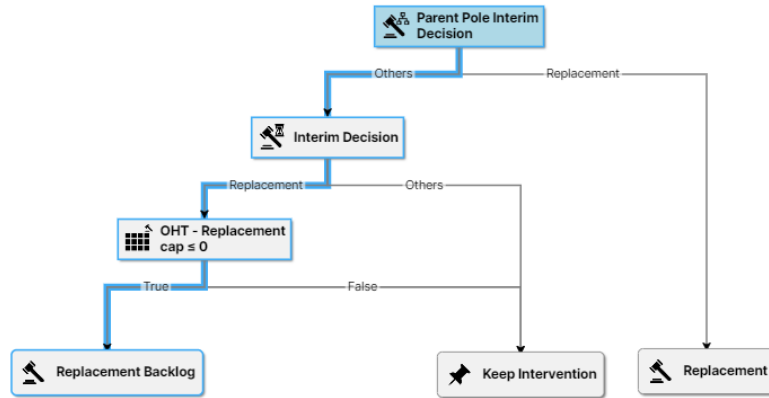 Parent Pole Interim
Decision
Others
Replacement
Interim Decision
Replacement
Others
OHT - Replacement
cap ≤ 0
True
False
Replacement Backlog
Keep Intervention
Replacement